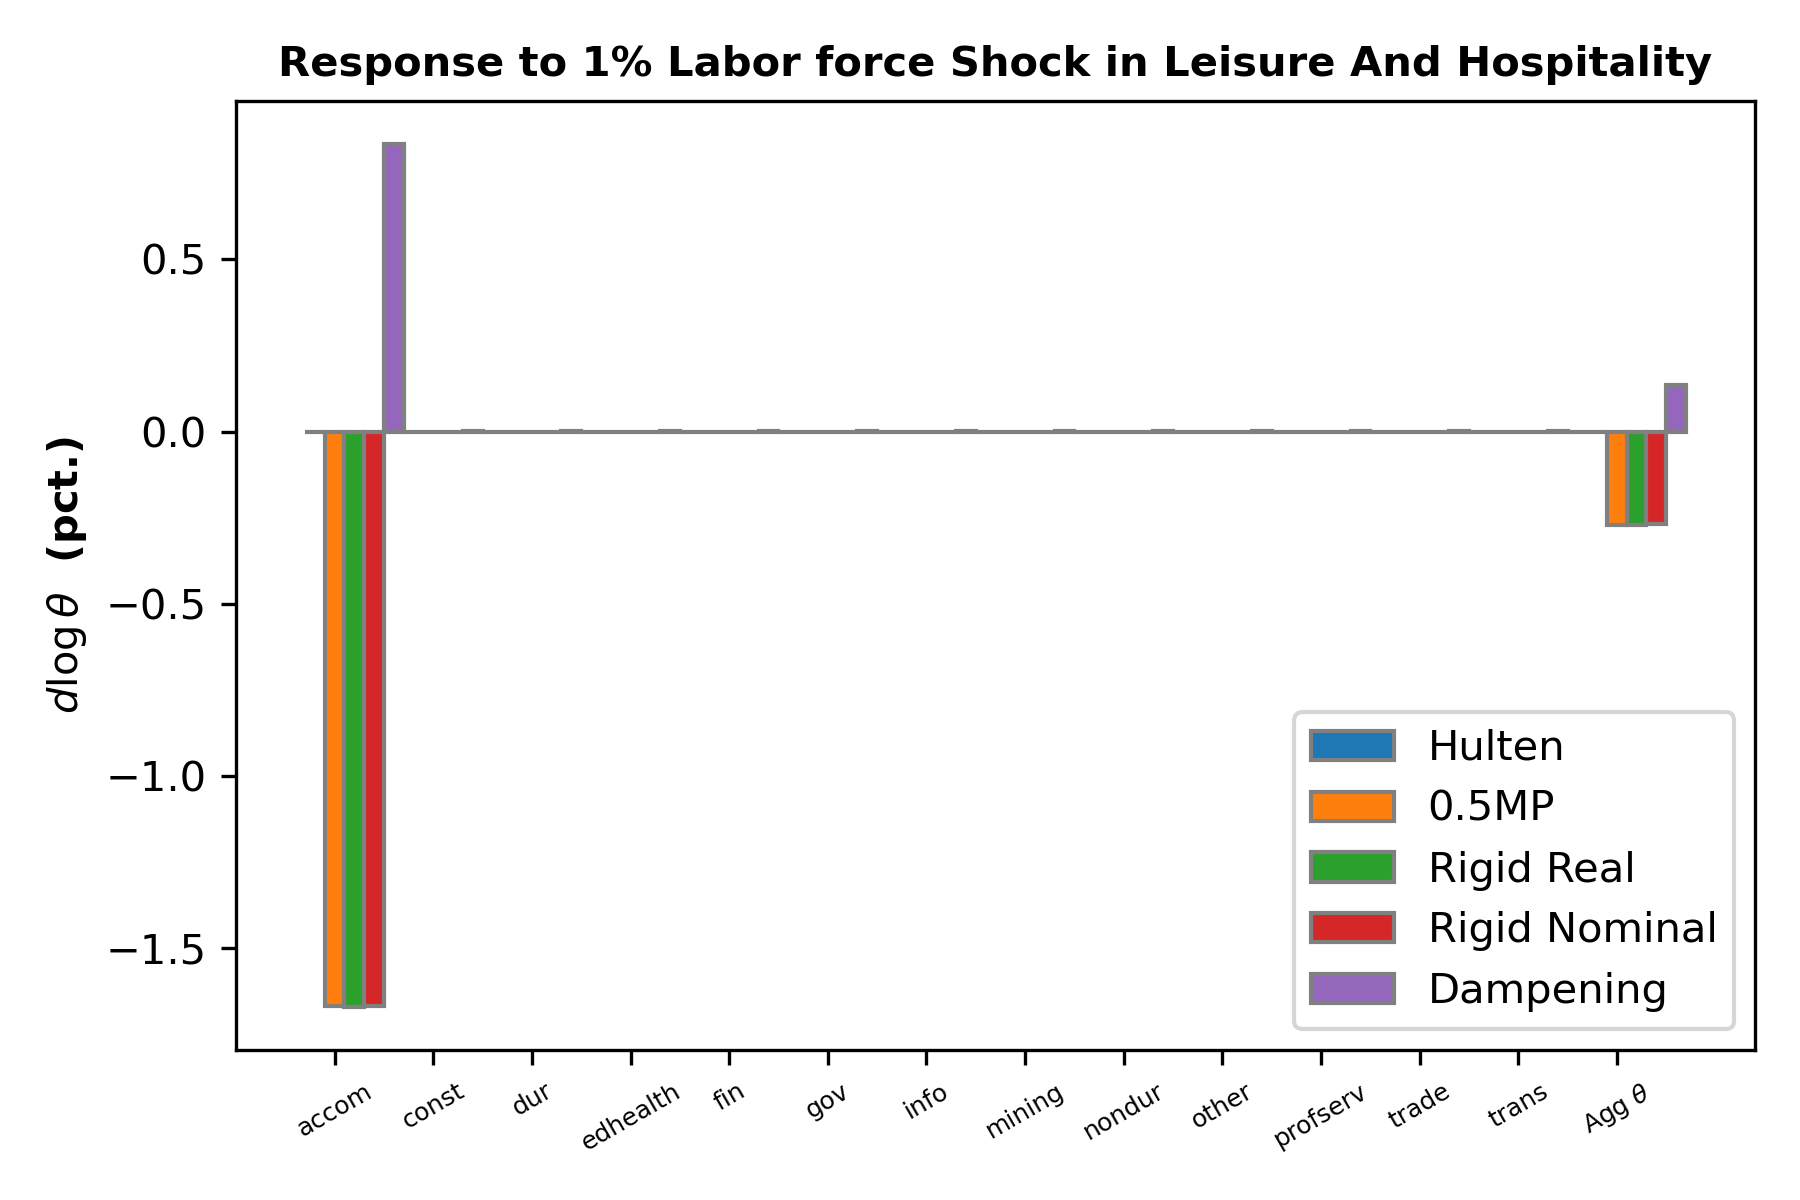 Response to 1% Labor force Shock in Leisure And Hospitality
dlog θ (pct.)
0.5
0.0
−0.5
−1.0
−1.5
Hulten
0.5MP
Rigid Real
Rigid Nominal
Dampening
accom const dur edhealth fin gov info mining nondur other profserv trade trans Agg θ